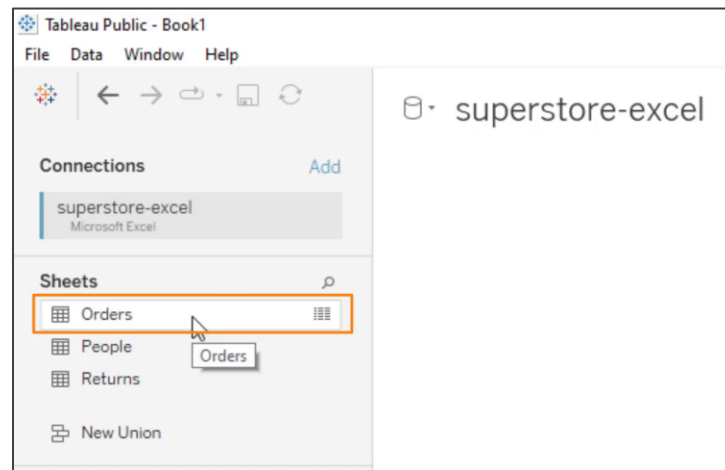 Tableau Public - Book1
File Data Window Help
superstore-excel
Connections Add
superstore-excel
Microsoft Excel
Sheets
Orders
People
Orders
Returns
New Union